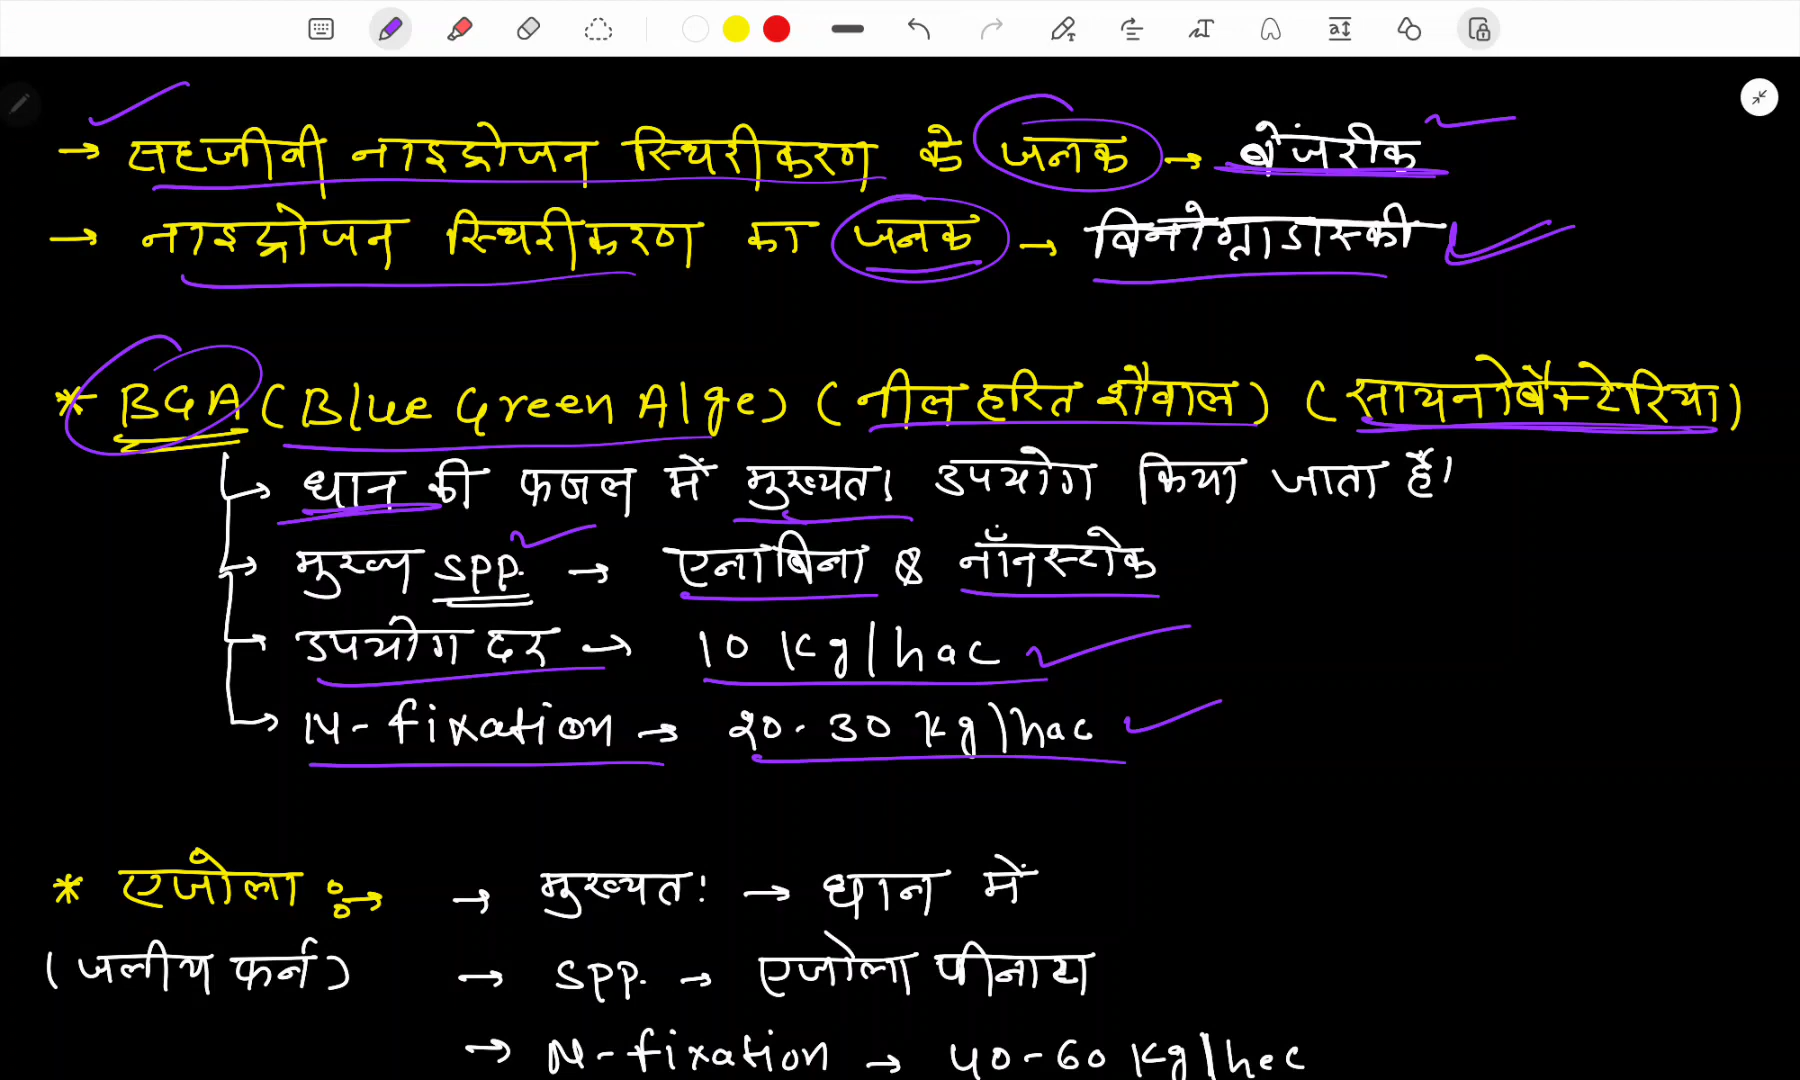 → सहजीवी नाइट्रोजन स्थिरीकरण के जनक → बेंजरीक
→ नाइट्रोजन स्थिरीकरण का जनक → विनोग्राडास्की
* BGA (Blue Green Alge) (नील हरित शैवाल) (सायनोबैक्टेरिया)
→ धान की फजल में मुख्यता। उपयोग किया जाता है।
→ मुख्य spp. → एनाबिना & नॉनस्टोक
→ उपयोग दर → 10 Kg/hac
→ N-fixation → 20-30 Kg/hac
* एजोला :→ → मुख्यत: → धान में
(जलीय फर्न) → spp. → एजोला पीनाटा
→ N-fixation → 40-60 Kg/hec